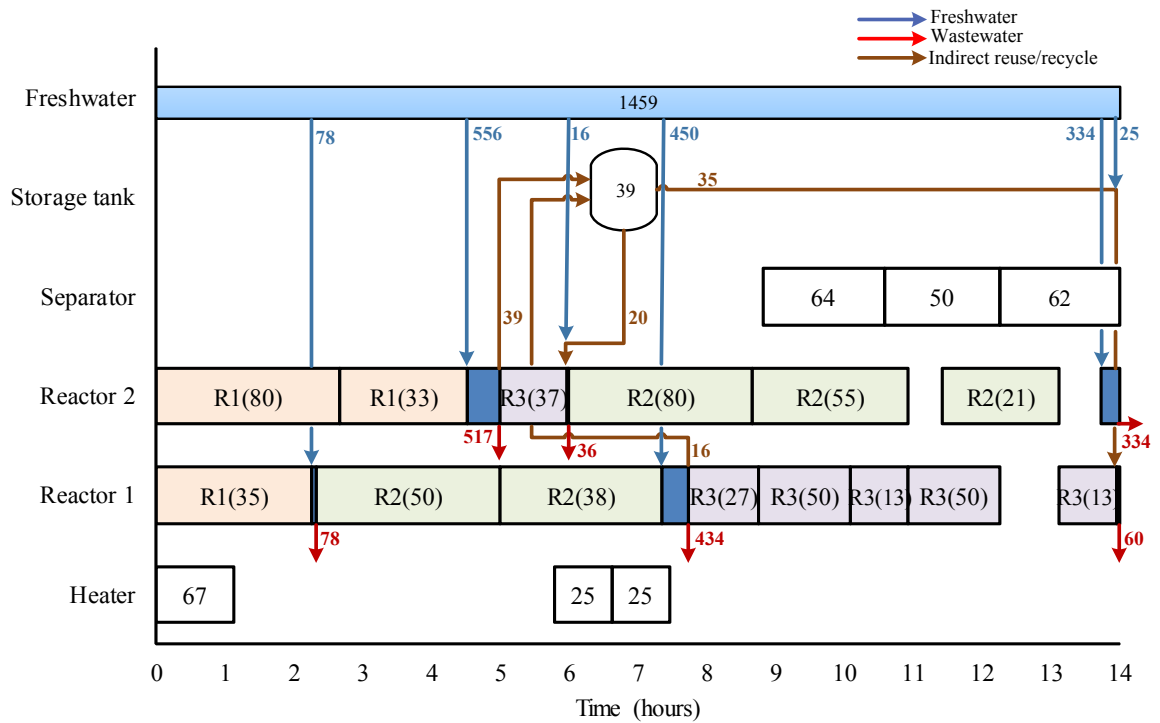 Freshwater
Wastewater
Indirect reuse/recycle
Freshwater
1459
78
556
16
450
334
25
Storage tank
39
35
Separator
64
50
62
39
20
Reactor 2
R1(80)
R1(33)
R3(37)
R2(80)
R2(55)
R2(21)
517
36
16
334
Reactor 1
R1(35)
R2(50)
R2(38)
R3(27)
R3(50)
R3(13)
R3(50)
R3(13)
78
434
60
Heater
67
25
25
0 1 2 3 4 5 6 7 8 9 10 11 12 13 14
Time (hours)